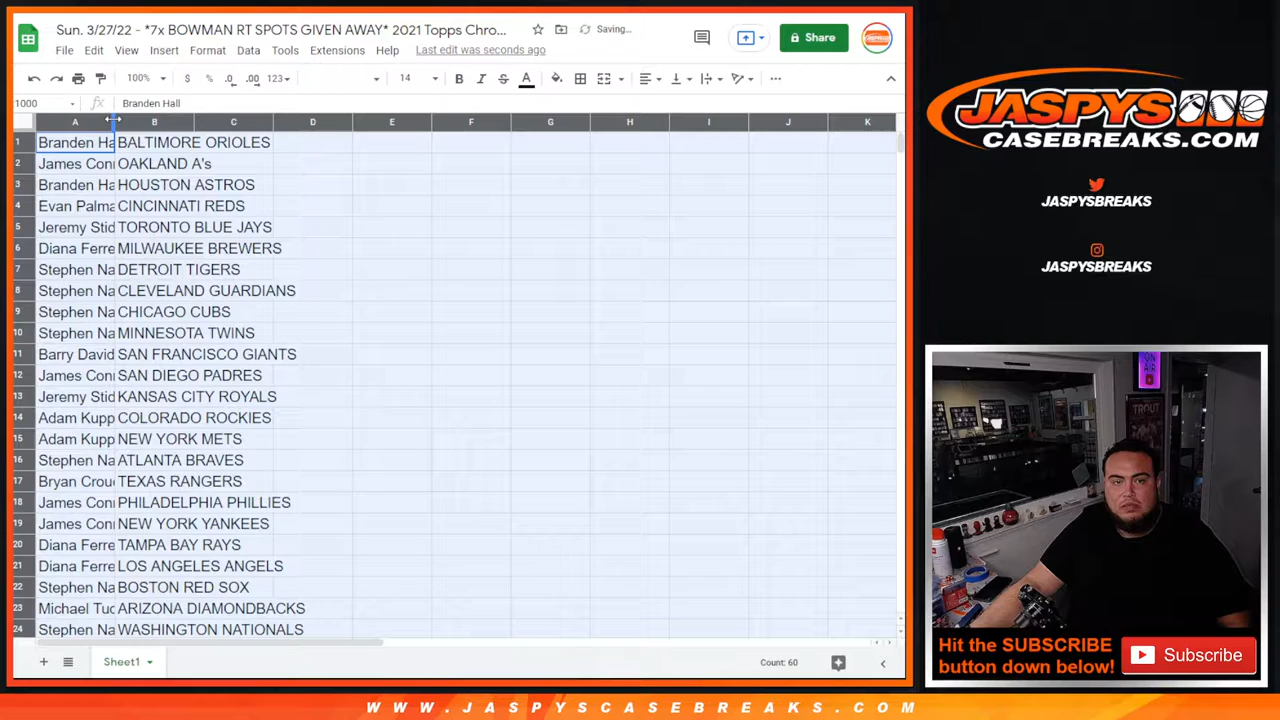 Sun. 3/27/22 - *7x BOWMAN RT SPOTS GIVEN AWAY* 2021 Topps Chro... Saving...
File Edit View Insert Format Data Tools Extensions Help Last edit was seconds ago
Share
100% $ % .0 .00 123 14 B I S A
1000 fx Branden Hall
A B C D E F G H I J K
1 Branden Ha BALTIMORE ORIOLES
2 James Con OAKLAND A's
3 Branden Ha HOUSTON ASTROS
4 Evan Palma CINCINNATI REDS
5 Jeremy Stid TORONTO BLUE JAYS
6 Diana Ferre MILWAUKEE BREWERS
7 Stephen Na DETROIT TIGERS
8 Stephen Na CLEVELAND GUARDIANS
9 Stephen Na CHICAGO CUBS
10 Stephen Na MINNESOTA TWINS
11 Barry David SAN FRANCISCO GIANTS
12 James Con SAN DIEGO PADRES
13 Jeremy Stid KANSAS CITY ROYALS
14 Adam Kupp COLORADO ROCKIES
15 Adam Kupp NEW YORK METS
16 Stephen Na ATLANTA BRAVES
17 Bryan Crou TEXAS RANGERS
18 James Con PHILADELPHIA PHILLIES
19 James Con NEW YORK YANKEES
20 Diana Ferre TAMPA BAY RAYS
21 Diana Ferre LOS ANGELES ANGELS
22 Stephen Na BOSTON RED SOX
23 Michael Tuc ARIZONA DIAMONDBACKS
24 Stephen Na WASHINGTON NATIONALS
Sheet1
Count: 60
JASPYS
CASEBREAKS.COM
JASPYSBREAKS
JASPYSBREAKS
ON AIR
TROUT
Hit the SUBSCRIBE
button down below!
Subscribe
WWW.JASPYSCASEBREAKS.COM